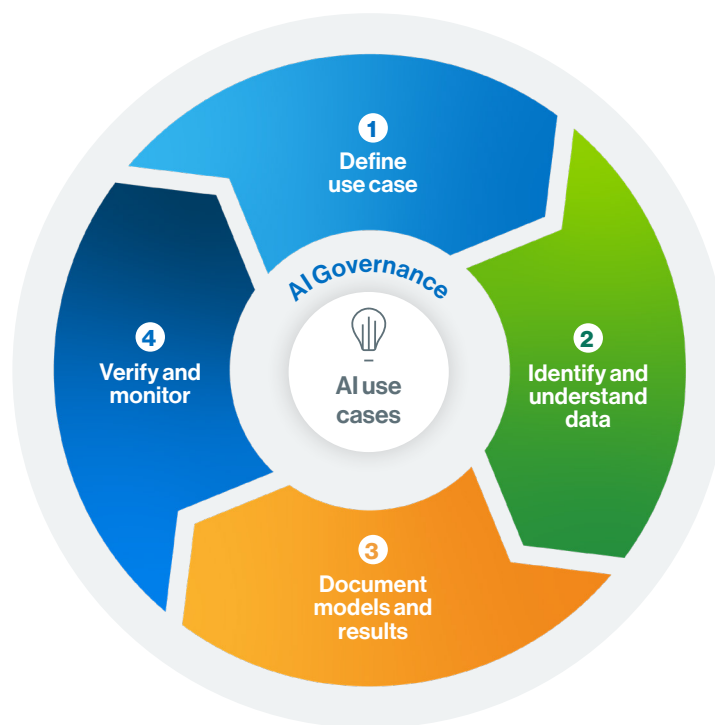 1
Define
use case
AI Governance
AI use
cases
2
Identify and
understand
data
3
Document
models and
results
4
Verify and
monitor